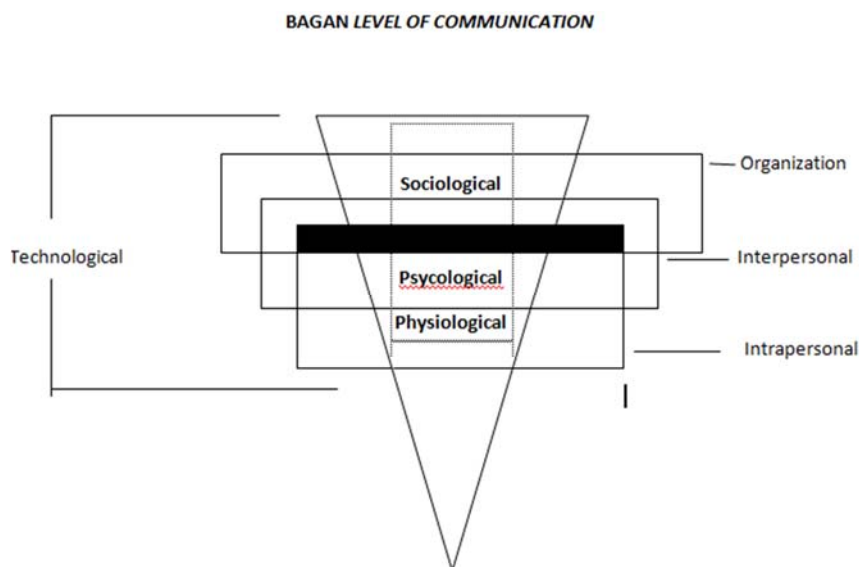 BAGAN LEVEL OF COMMUNICATION
Organization
Sociological
Technological
Interpersonal
Psycological
Physiological
Intrapersonal